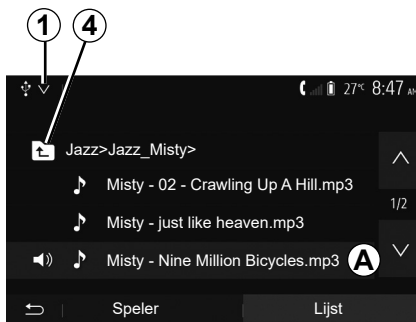 1 4
27°C 8:47 AM
Jazz>Jazz_Misty>
Misty - 02 - Crawling Up A Hill.mp3
1/2
Misty - just like heaven.mp3
Misty - Nine Million Bicycles.mp3 A
Speler Lijst